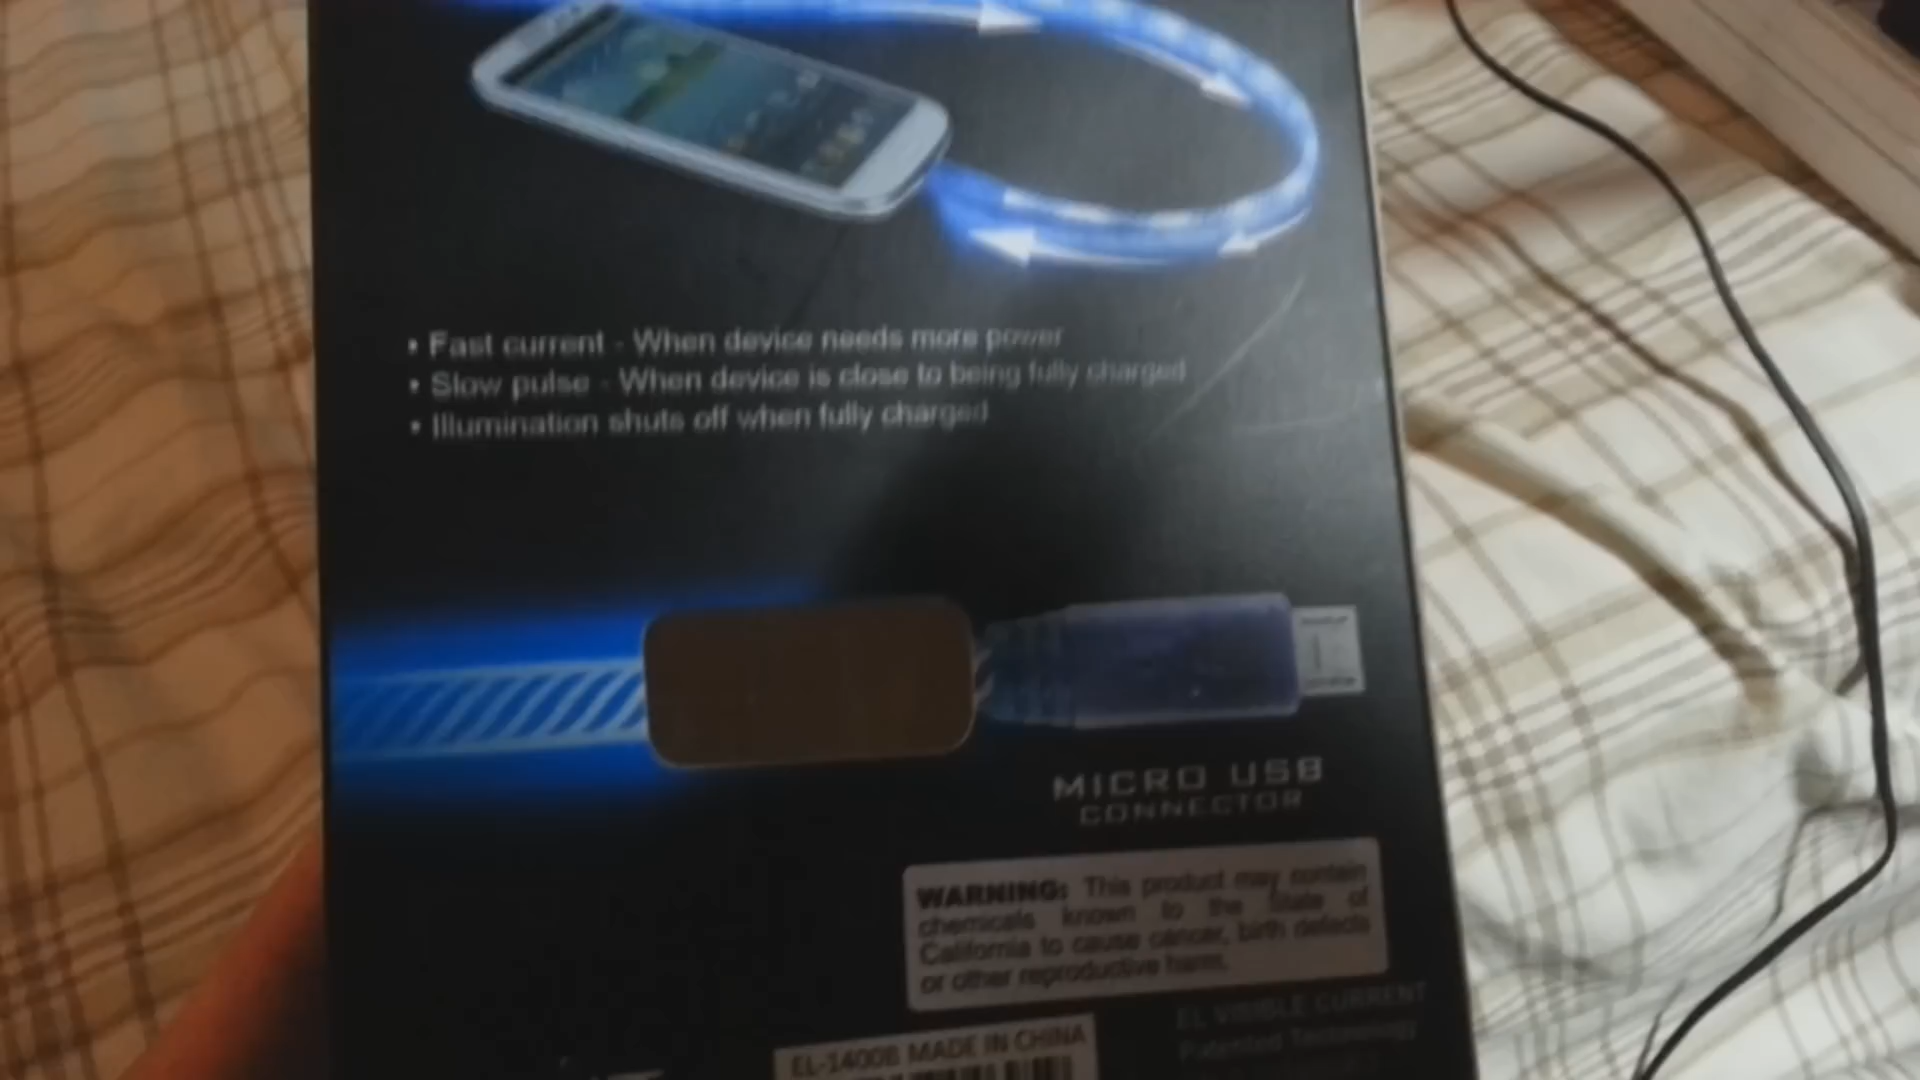 • Fast current - When device needs more power
• Slow pulse - When device is close to being fully charged
• Illumination shuts off when fully charged
MICRO USB
CONNECTOR
WARNING: This product may contain
chemicals known to the State of
California to cause cancer, birth defects
or other reproductive harm.
EL VISIBLE CURRENT
Patented Technology
EL-1400B MADE IN CHINA